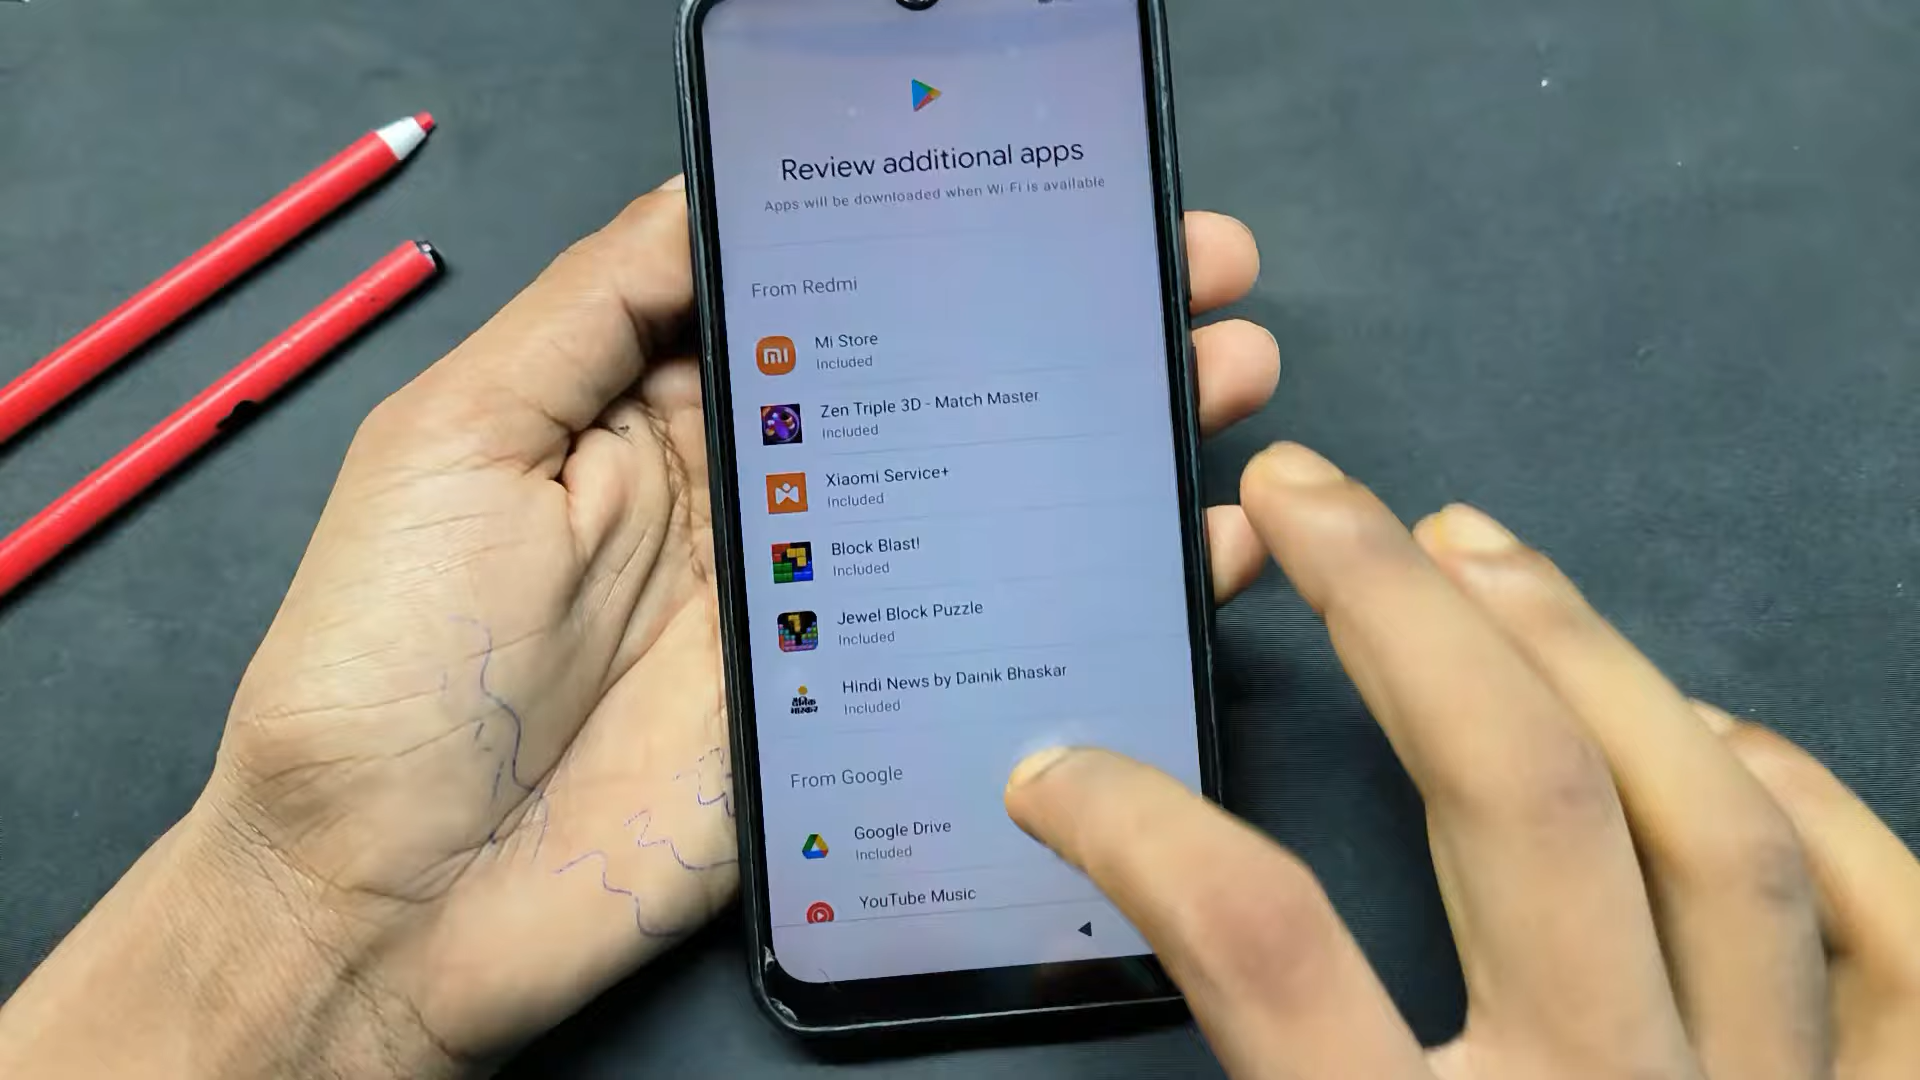 Review additional apps
Apps will be downloaded when Wi Fi is available
From Redmi
mi
Mi Store
Included
Zen Triple 3D - Match Master
Included
Xiaomi Service+
Included
Block Blast!
Included
Jewel Block Puzzle
Included
Hindi News by Dainik Bhaskar
दैनिक
भास्कर
Included
From Google
Google Drive
Included
YouTube Music